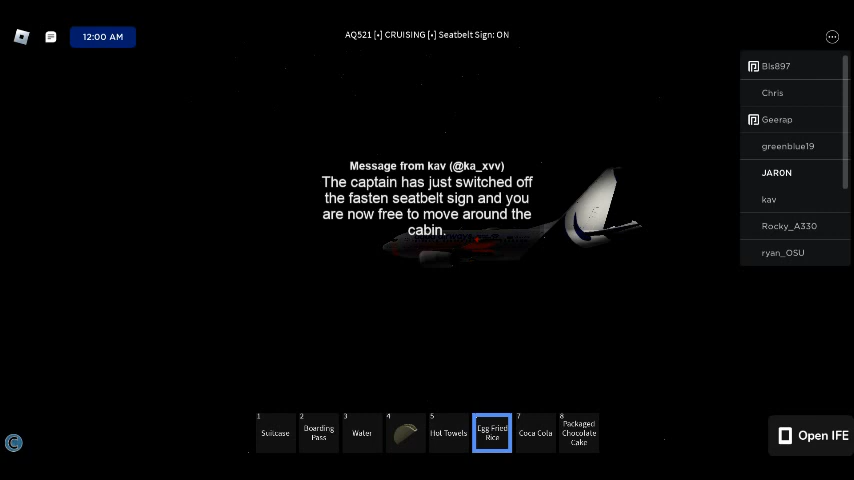 12:00 AM
AQ521 [•] CRUISING [•] Seatbelt Sign: ON
Bls897
Chris
Geerap
greenblue19
JAR0N
kav
Rocky_A330
ryan_OSU
Message from kav (@ka_xvv)
The captain has just switched off
the fasten seatbelt sign and you
are now free to move around the
cabin.
1
Suitcase
2
Boarding
Pass
3
Water
4
5
Hot Towels
Egg Fried
Rice
7
Coca Cola
8
Packaged
Chocolate
Cake
Open IFE